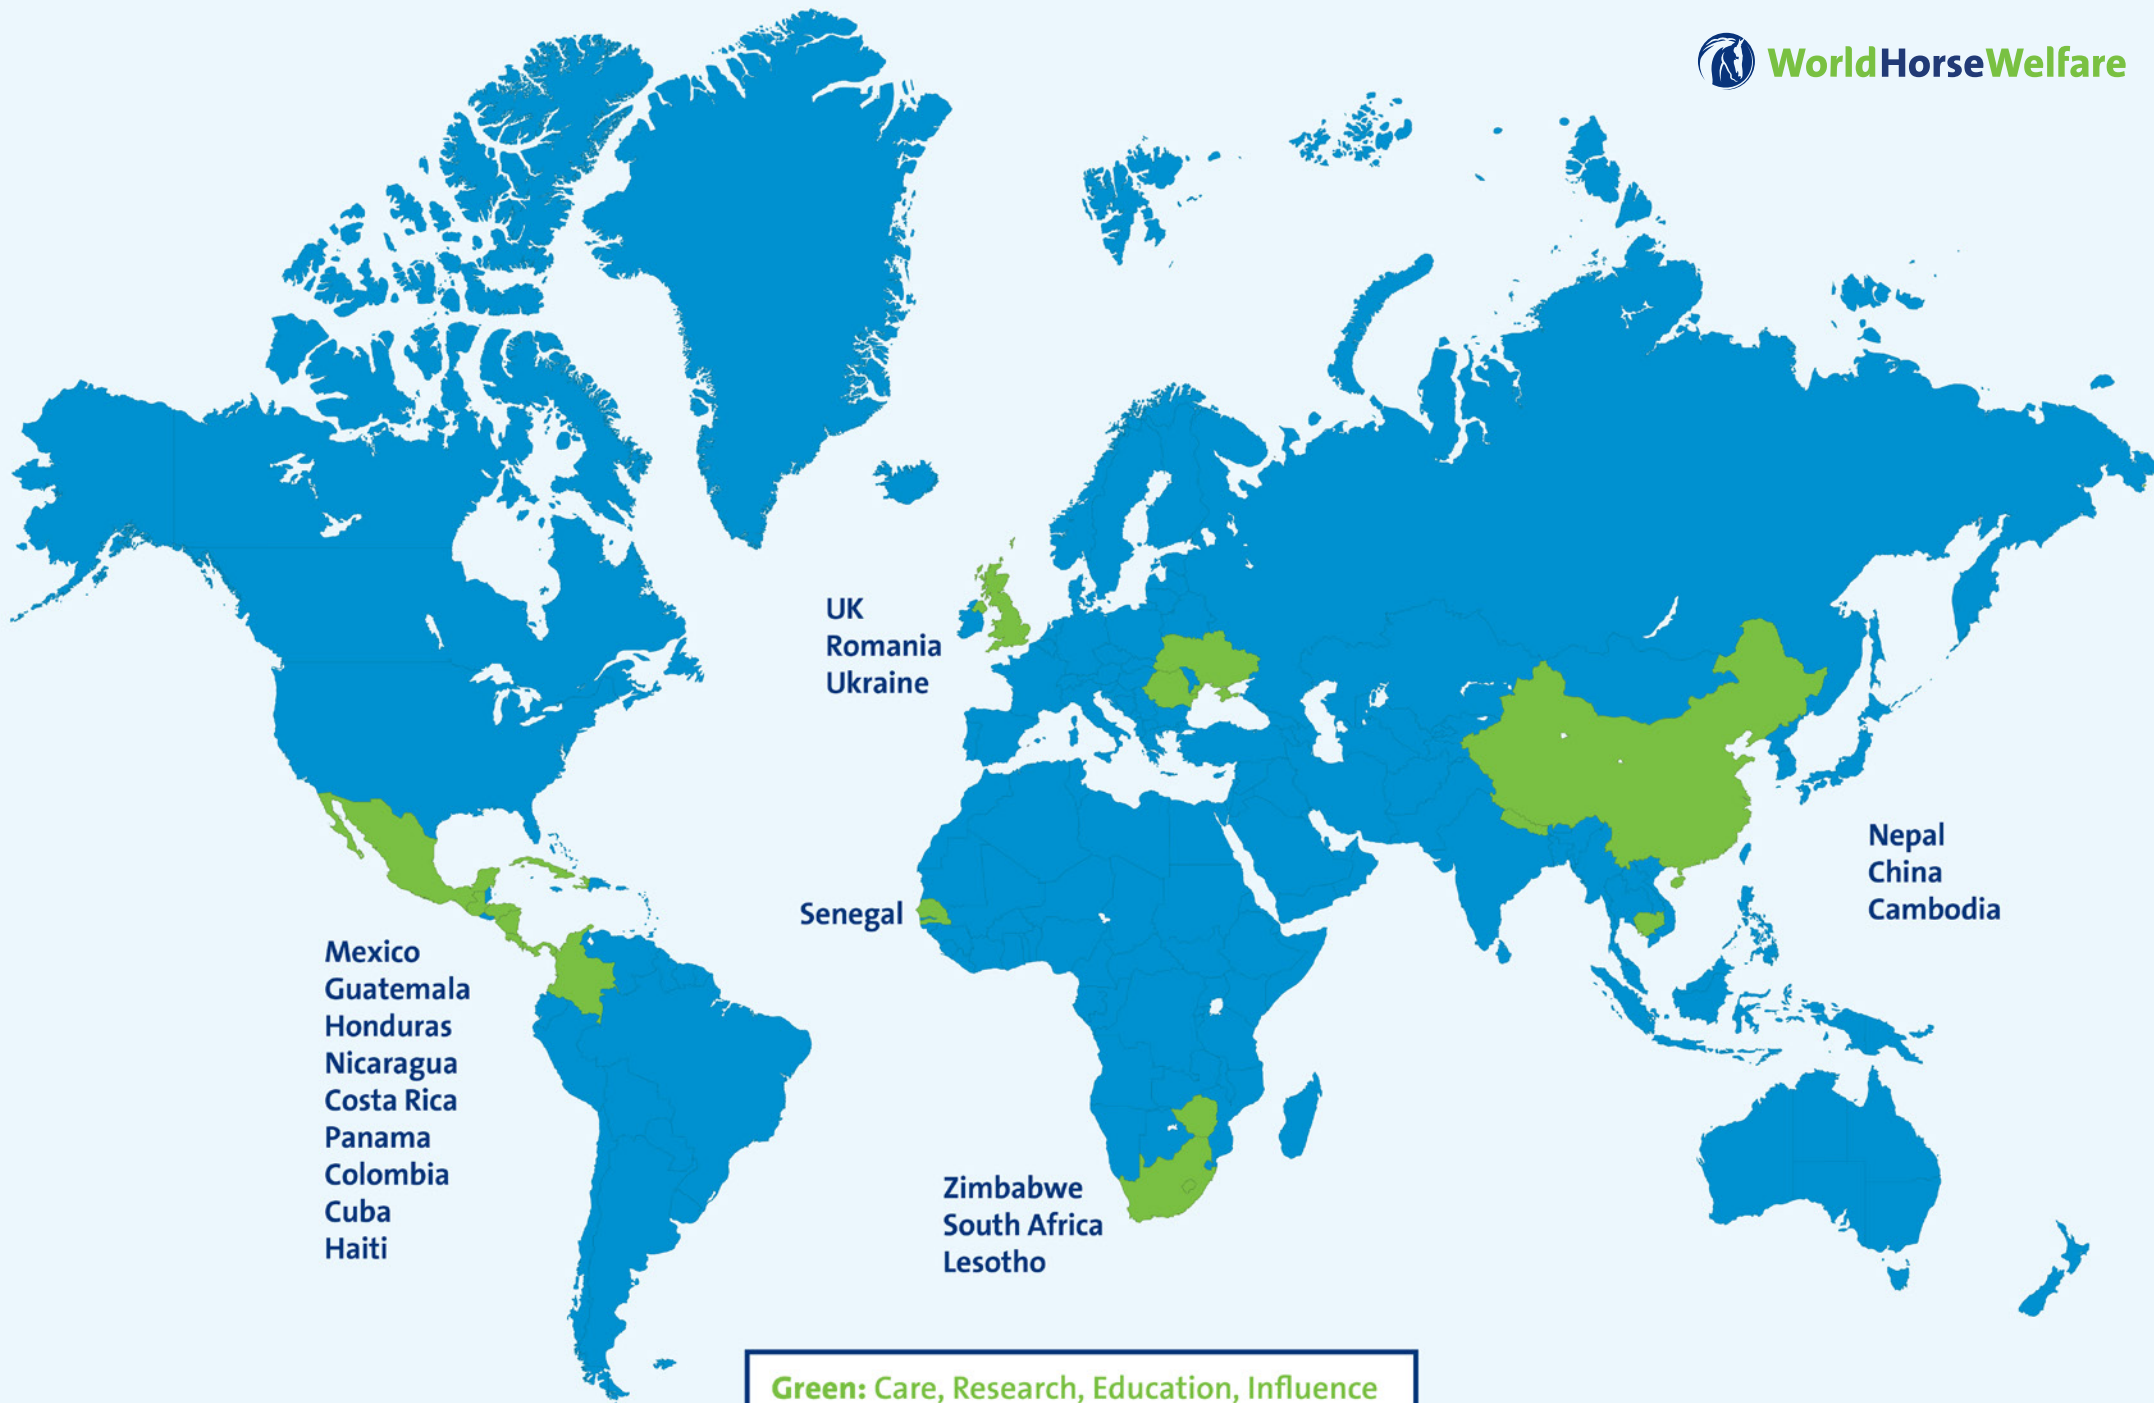 WorldHorseWelfare
UK
Romania
Ukraine
Nepal
China
Cambodia
Senegal
Mexico
Guatemala
Honduras
Nicaragua
Costa Rica
Panama
Colombia
Cuba
Haiti
Zimbabwe
South Africa
Lesotho
Green: Care, Research, Education, Influence